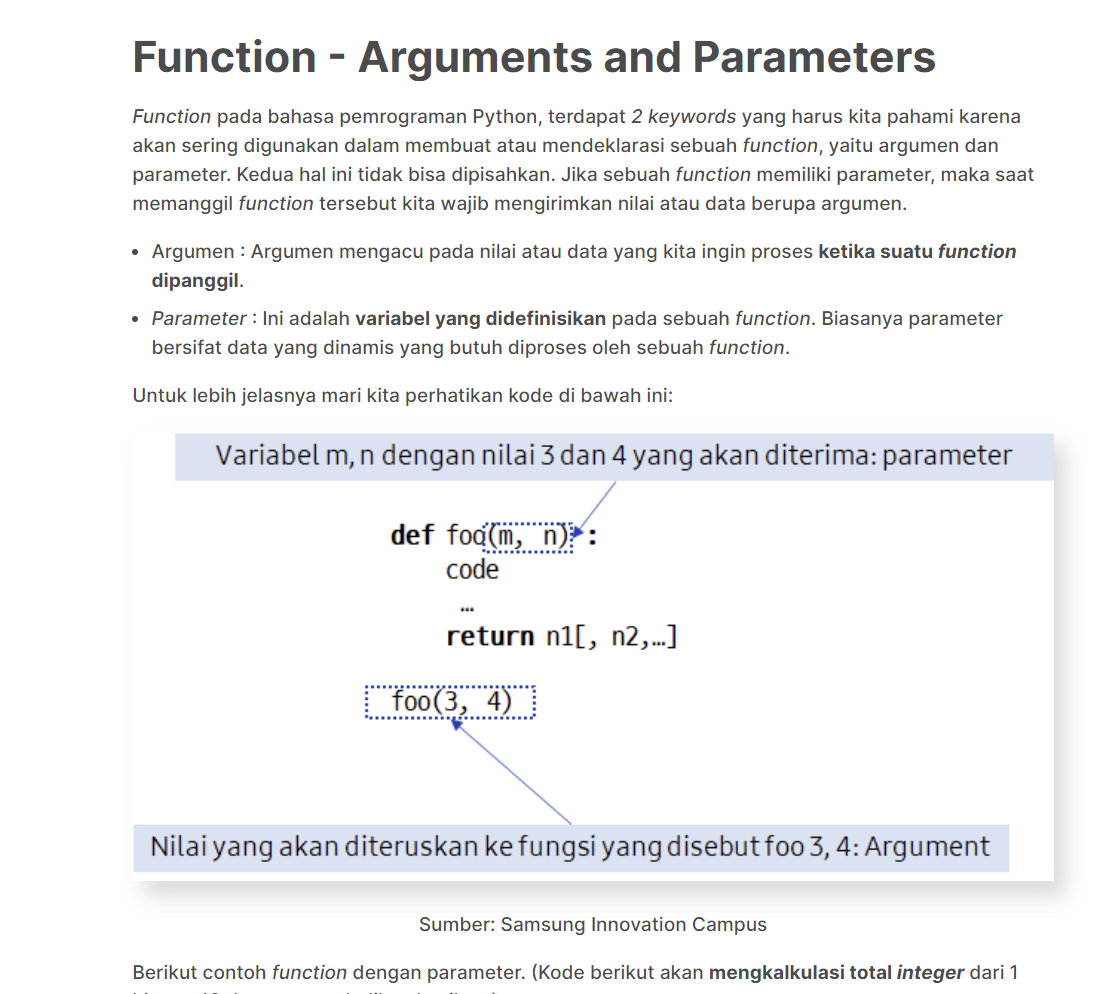 Function - Arguments and Parameters
Function pada bahasa pemrograman Python, terdapat 2 keywords yang harus kita pahami karena
akan sering digunakan dalam membuat atau mendeklarasi sebuah function, yaitu argumen dan
parameter. Kedua hal ini tidak bisa dipisahkan. Jika sebuah function memiliki parameter, maka saat
memanggil function tersebut kita wajib mengirimkan nilai atau data berupa argumen.
• Argumen : Argumen mengacu pada nilai atau data yang kita ingin proses ketika suatu function
dipanggil.
• Parameter : Ini adalah variabel yang didefinisikan pada sebuah function. Biasanya parameter
bersifat data yang dinamis yang butuh diproses oleh sebuah function.
Untuk lebih jelasnya mari kita perhatikan kode di bawah ini:
Variabel m, n dengan nilai 3 dan 4 yang akan diterima: parameter
def foo(m, n) :
code
...
return n1[, n2,…]
foo(3, 4)
Nilai yang akan diteruskan ke fungsi yang disebut foo 3, 4: Argument
Sumber: Samsung Innovation Campus
Berikut contoh function dengan parameter. (Kode berikut akan mengkalkulasi total integer dari 1